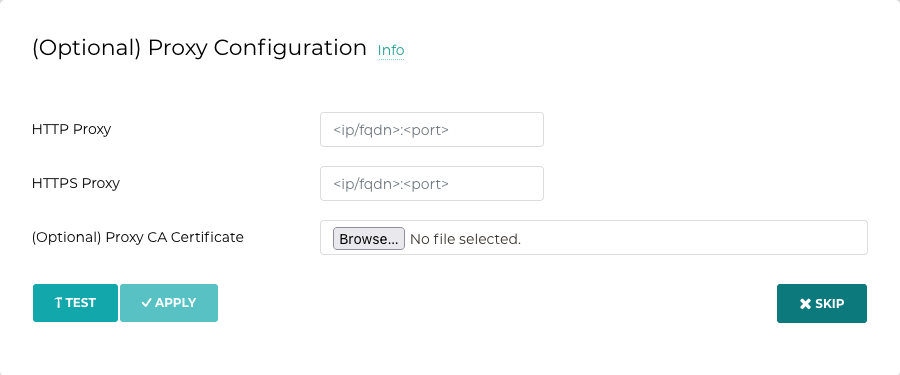 (Optional) Proxy Configuration Info
HTTP Proxy <ip/fqdn>:<port>
HTTPS Proxy <ip/fqdn>:<port>
(Optional) Proxy CA Certificate Browse... No file selected.
TEST APPLY SKIP